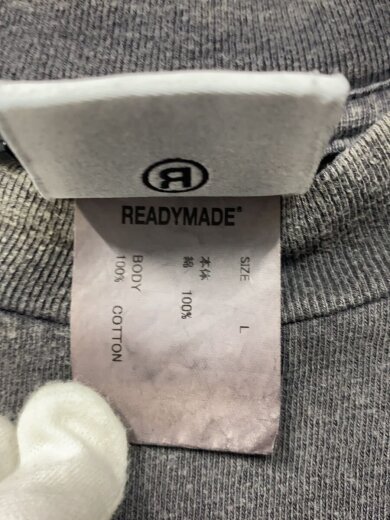 R
READYMADE®
SIZE L
本体
綿 100%
BODY
100% COTTON